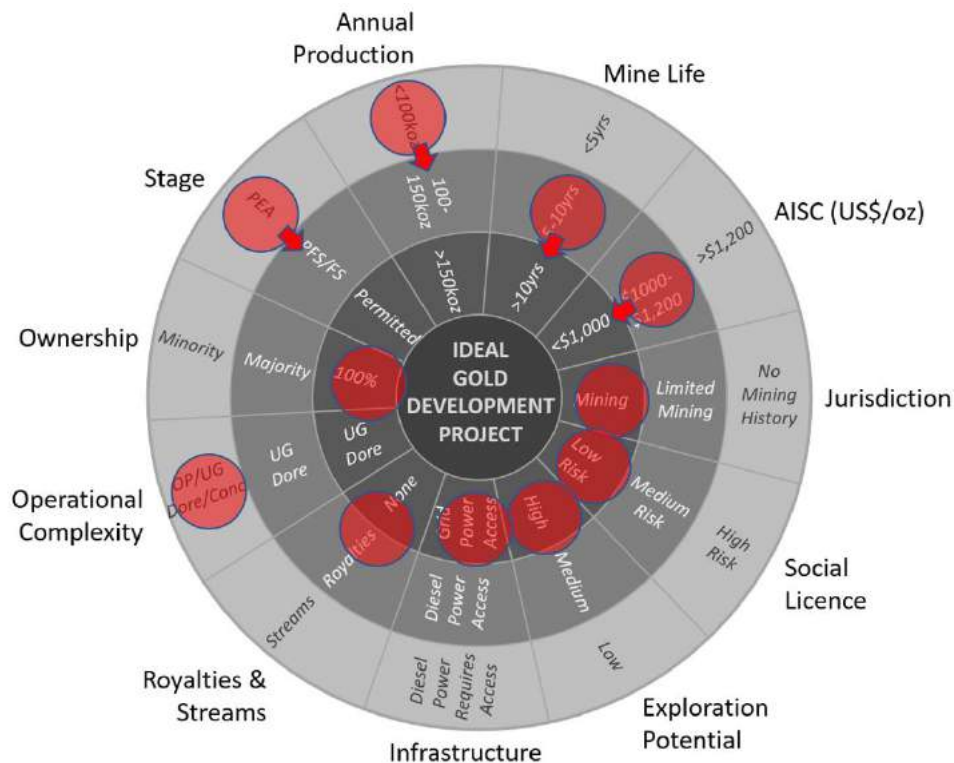 Annual
Production
Mine Life
AISC (US$/oz)
Jurisdiction
Social
Licence
Exploration
Potential
Infrastructure
Royalties &
Streams
Operational
Complexity
Ownership
Stage
IDEAL
GOLD
DEVELOPMENT
PROJECT
<100koz
100-
150koz
>150koz
<5yrs
5-10yrs
>10yrs
>$1,200
$1000-
$1,200
<$1,000
No
Mining
History
Limited
Mining
Mining
High
Risk
Medium
Risk
Low
Risk
Low
Medium
High
Diesel
Power
Requires
Access
Diesel
Power
Access
Grid
Power
Access
Streams
Royalties
None
OP/UG
Dore/Conc
UG
Dore
UG
Dore
Minority
Majority
100%
PEA
PFS/FS
Permitted